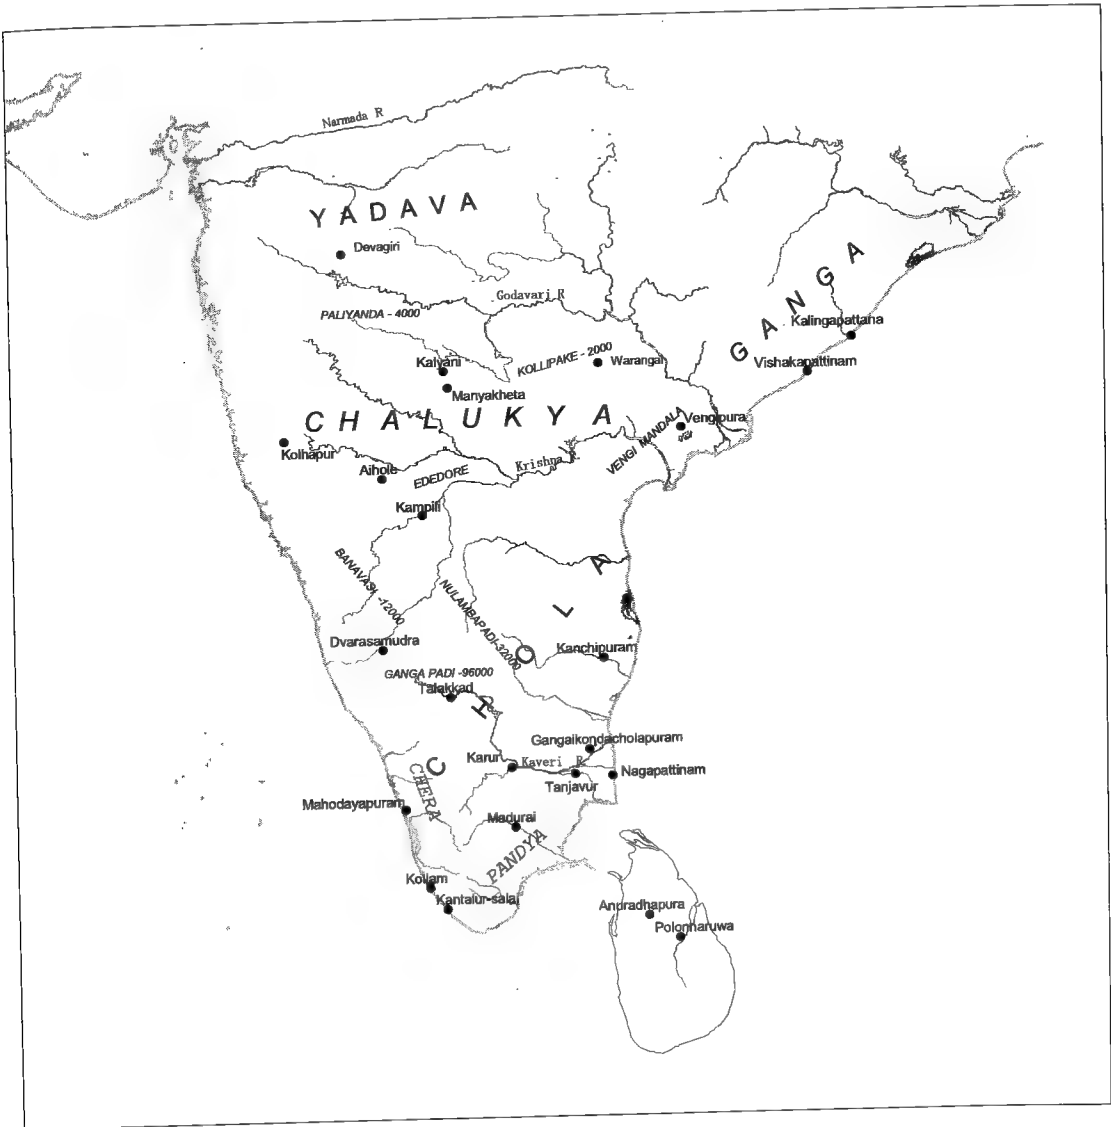 Narmada R
YADAVA
Devagiri
Godavari R
PALIYANDA - 4000
GANGA
Kalingapattana
Vishakapattinam
Kalyani
KOLLIPAKE - 2000
Warangal
Manyakheta
CHALUKYA
Vengipura
VENGI MANDALA
Kolhapur
Aihole
EDEDORE
Krishna
Kampili
BANAVASI -12000
NULAMBAPADI-32000
Dvarasamudra
Kanchipuram
GANGA PADI -96000
Talakkad
CHOLA
Gangaikondacholapuram
Karur
Kaveri R
Nagapattinam
Tanjavur
CHERA
Mahodayapuram
Madurai
PANDYA
Kollam
Kantalur-salai
Anuradhapura
Polonnaruwa